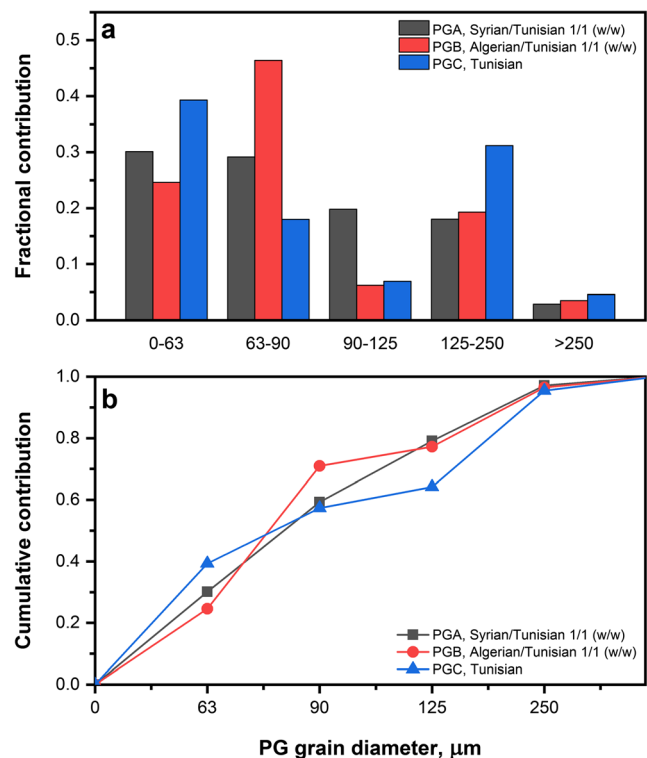 a
PGA, Syrian/Tunisian 1/1 (w/w)
PGB, Algerian/Tunisian 1/1 (w/w)
PGC, Tunisian
Fractional contribution
0.5
0.4
0.3
0.2
0.1
0.0
0-63 63-90 90-125 125-250 >250
b
Cumulative contribution
1.0
0.8
0.6
0.4
0.2
0.0
PGA, Syrian/Tunisian 1/1 (w/w)
PGB, Algerian/Tunisian 1/1 (w/w)
PGC, Tunisian
0 63 90 125 250
PG grain diameter, μm